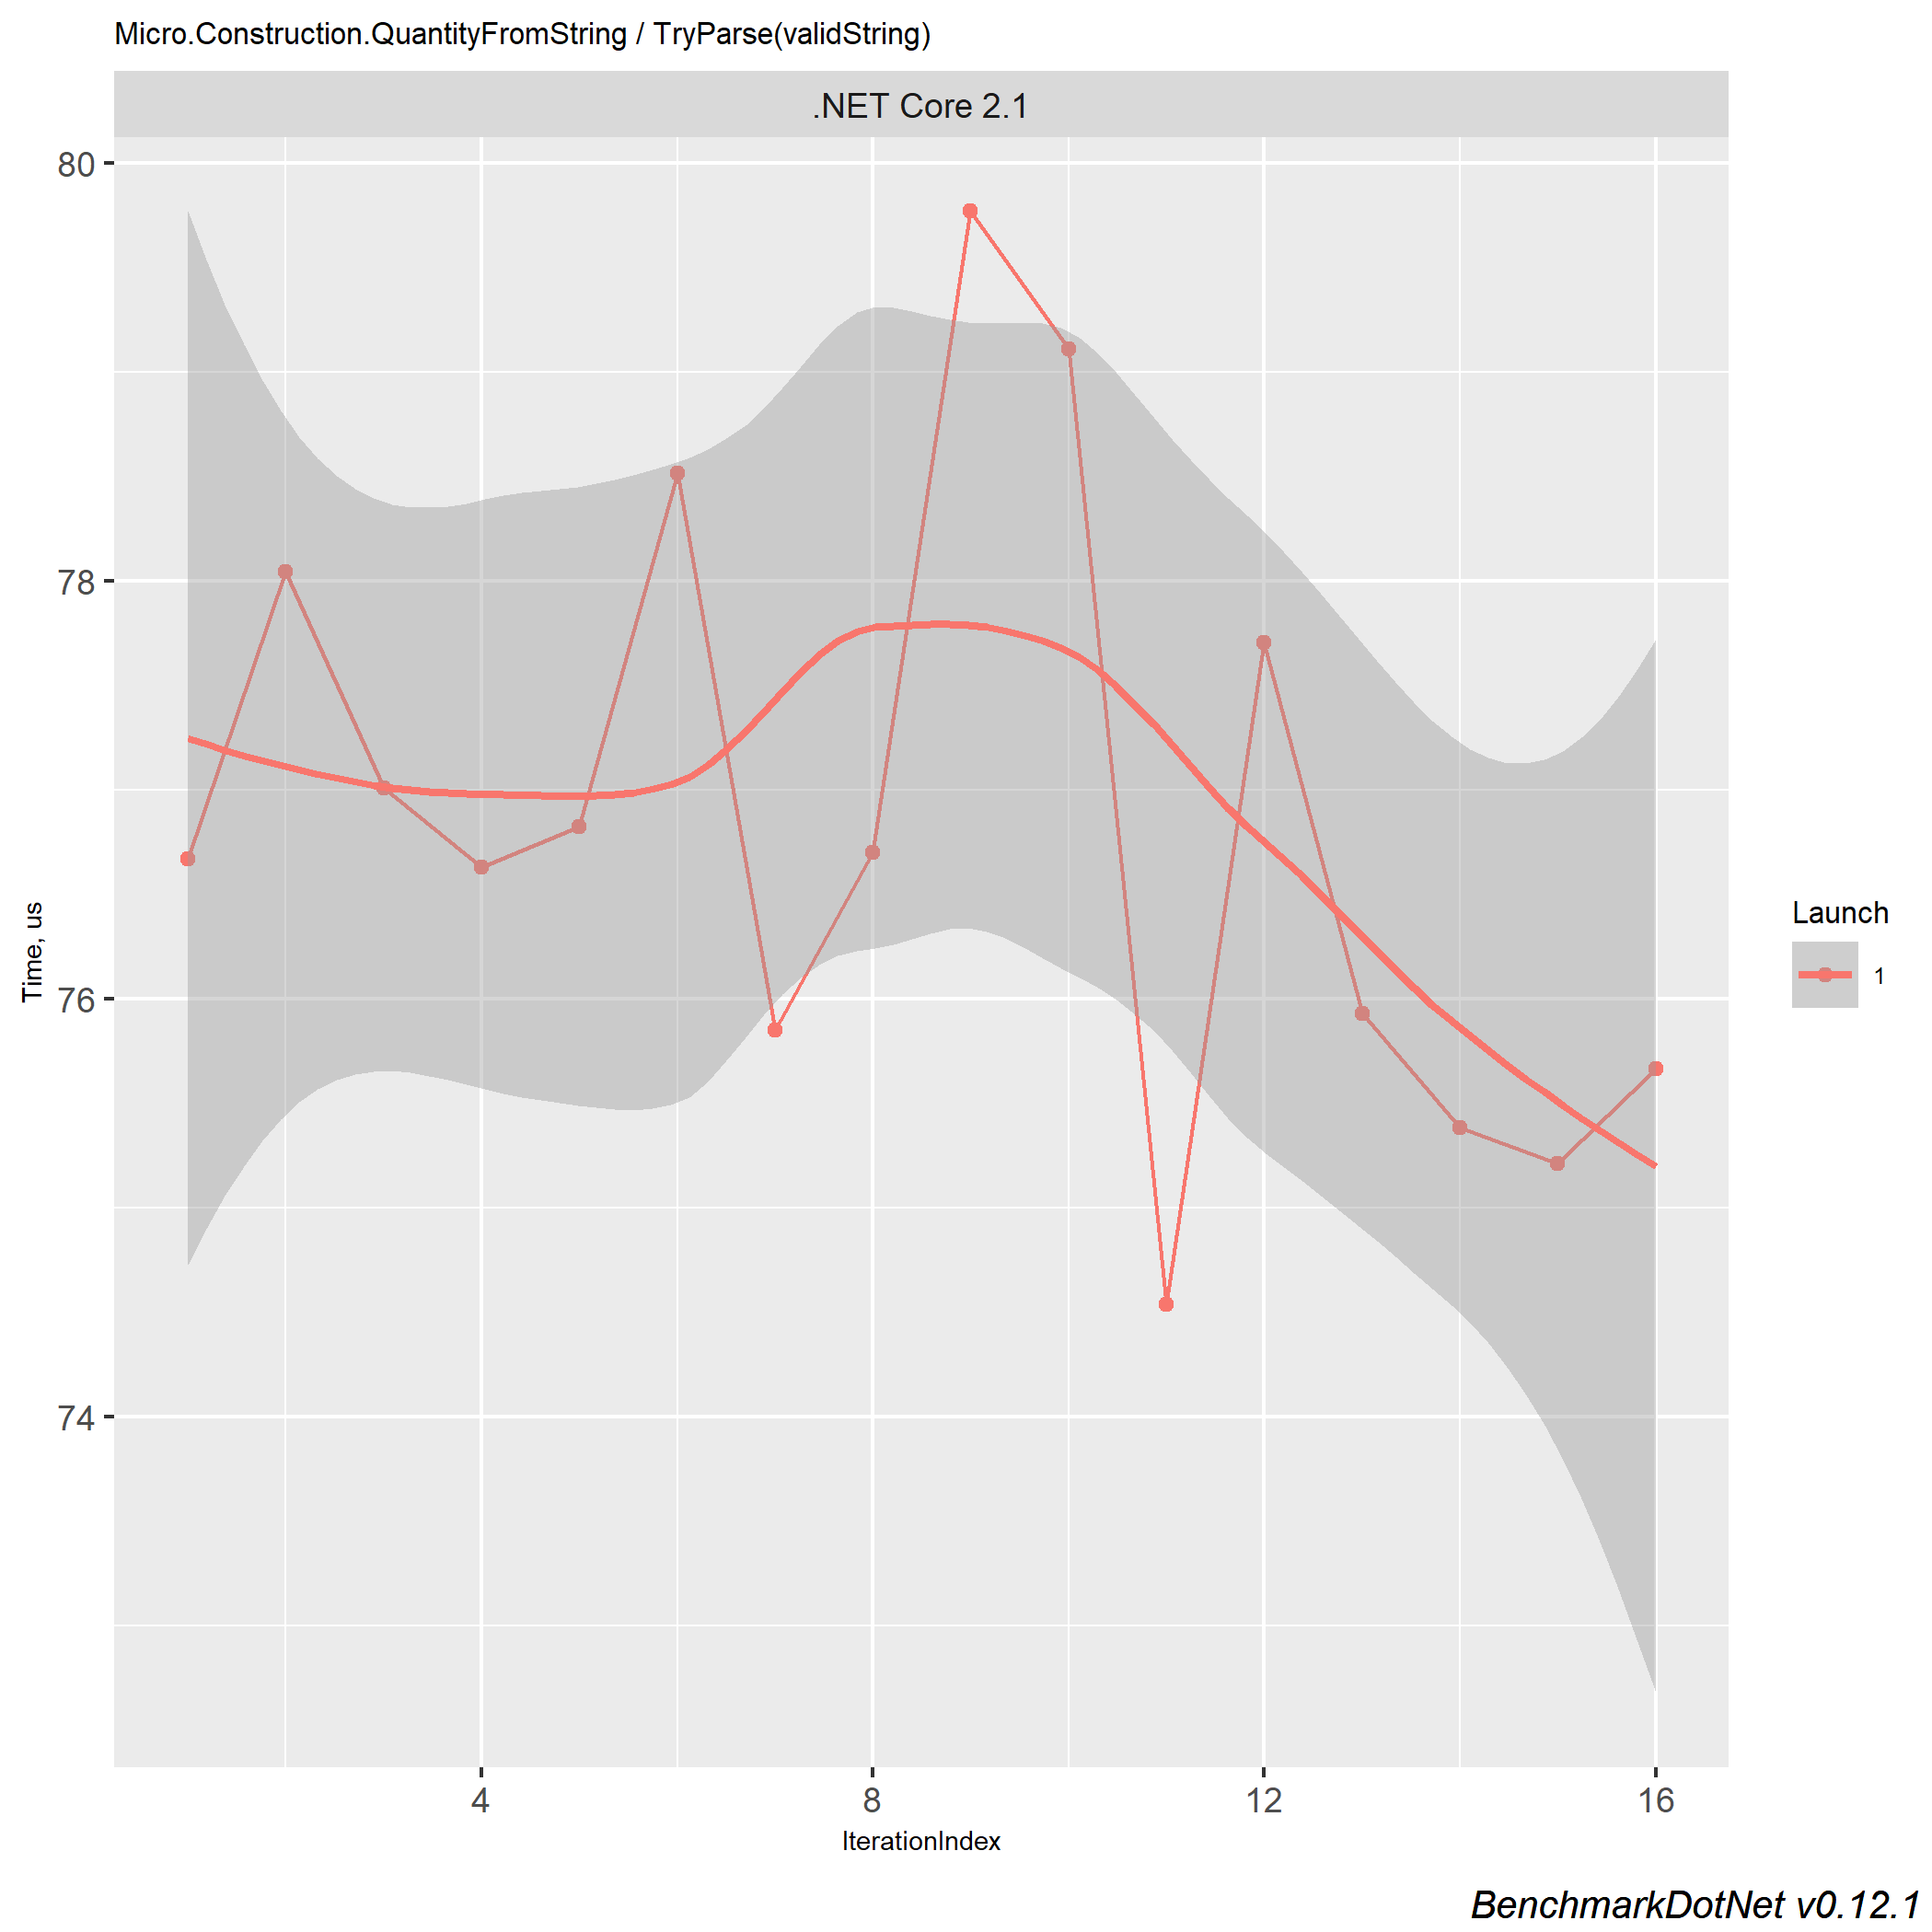 Micro.Construction.QuantityFromString / TryParse(validString)
.NET Core 2.1
80
78
76
74
Time, us
4 8 12 16
IterationIndex
Launch
1
BenchmarkDotNet v0.12.1